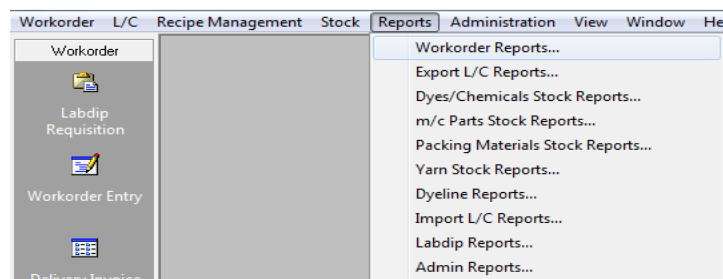 Workorder L/C Recipe Management Stock Reports Administration View Window
Workorder
Labdip
Requisition
Workorder Entry
Delivery Invoice
Workorder Reports...
Export L/C Reports...
Dyes/Chemicals Stock Reports...
m/c Parts Stock Reports...
Packing Materials Stock Reports...
Yarn Stock Reports...
Dyeline Reports...
Import L/C Reports...
Labdip Reports...
Admin Reports...